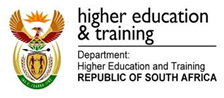 higher education
& training
Department:
Higher Education and Training
REPUBLIC OF SOUTH AFRICA